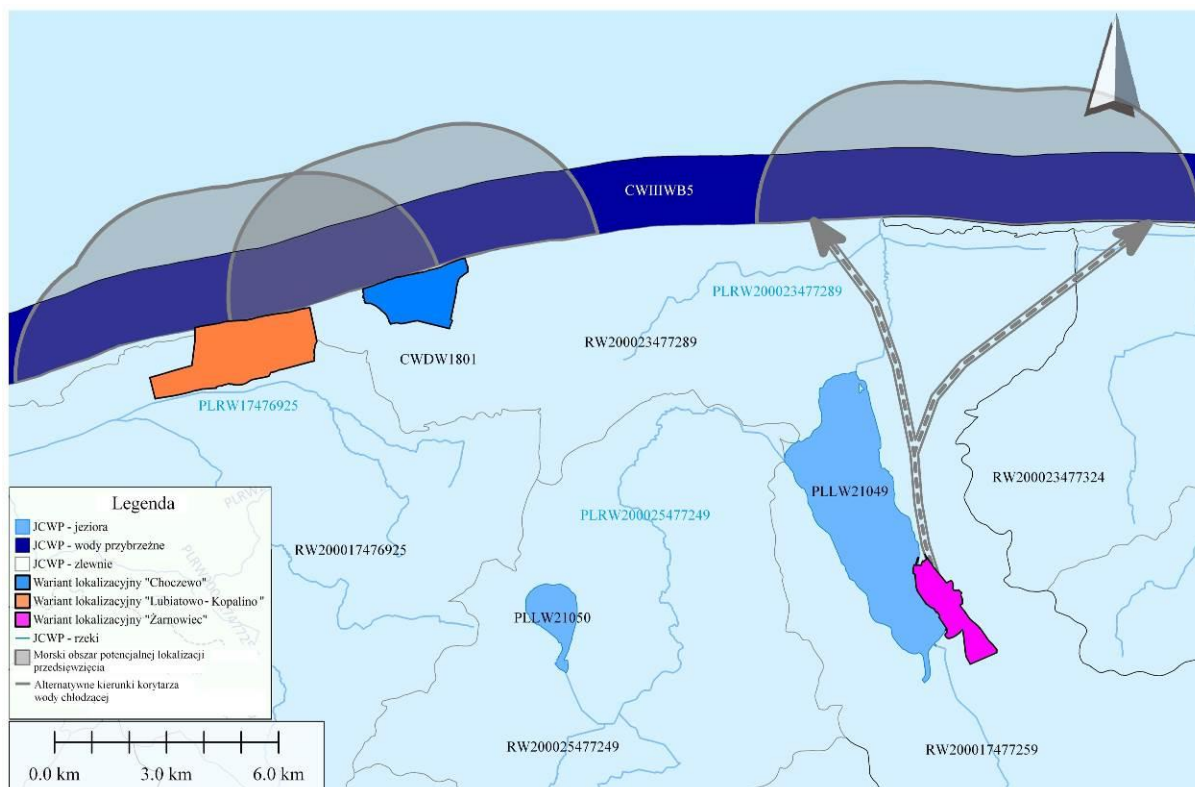 CWIIIWB5
PLRW200023477289
RW200023477289
CWDW1801
PLRW17476925
PLLW21049
RW200023477324
PLRW200025477249
RW200017476925
PLLW21050
RW200025477249
RW200017477259
Legenda
JCWP - jeziora
JCWP - wody przybrzeżne
JCWP - zlewnie
Wariant lokalizacyjny "Choczewo"
Wariant lokalizacyjny "Lubiatowo - Kopalino"
Wariant lokalizacyjny "Żarnowiec"
JCWP - rzeki
Morski obszar potencjalnej lokalizacji
przedsięwzięcia
Alternatywne kierunki korytarza
wody chłodzącej
0.0 km 3.0 km 6.0 km